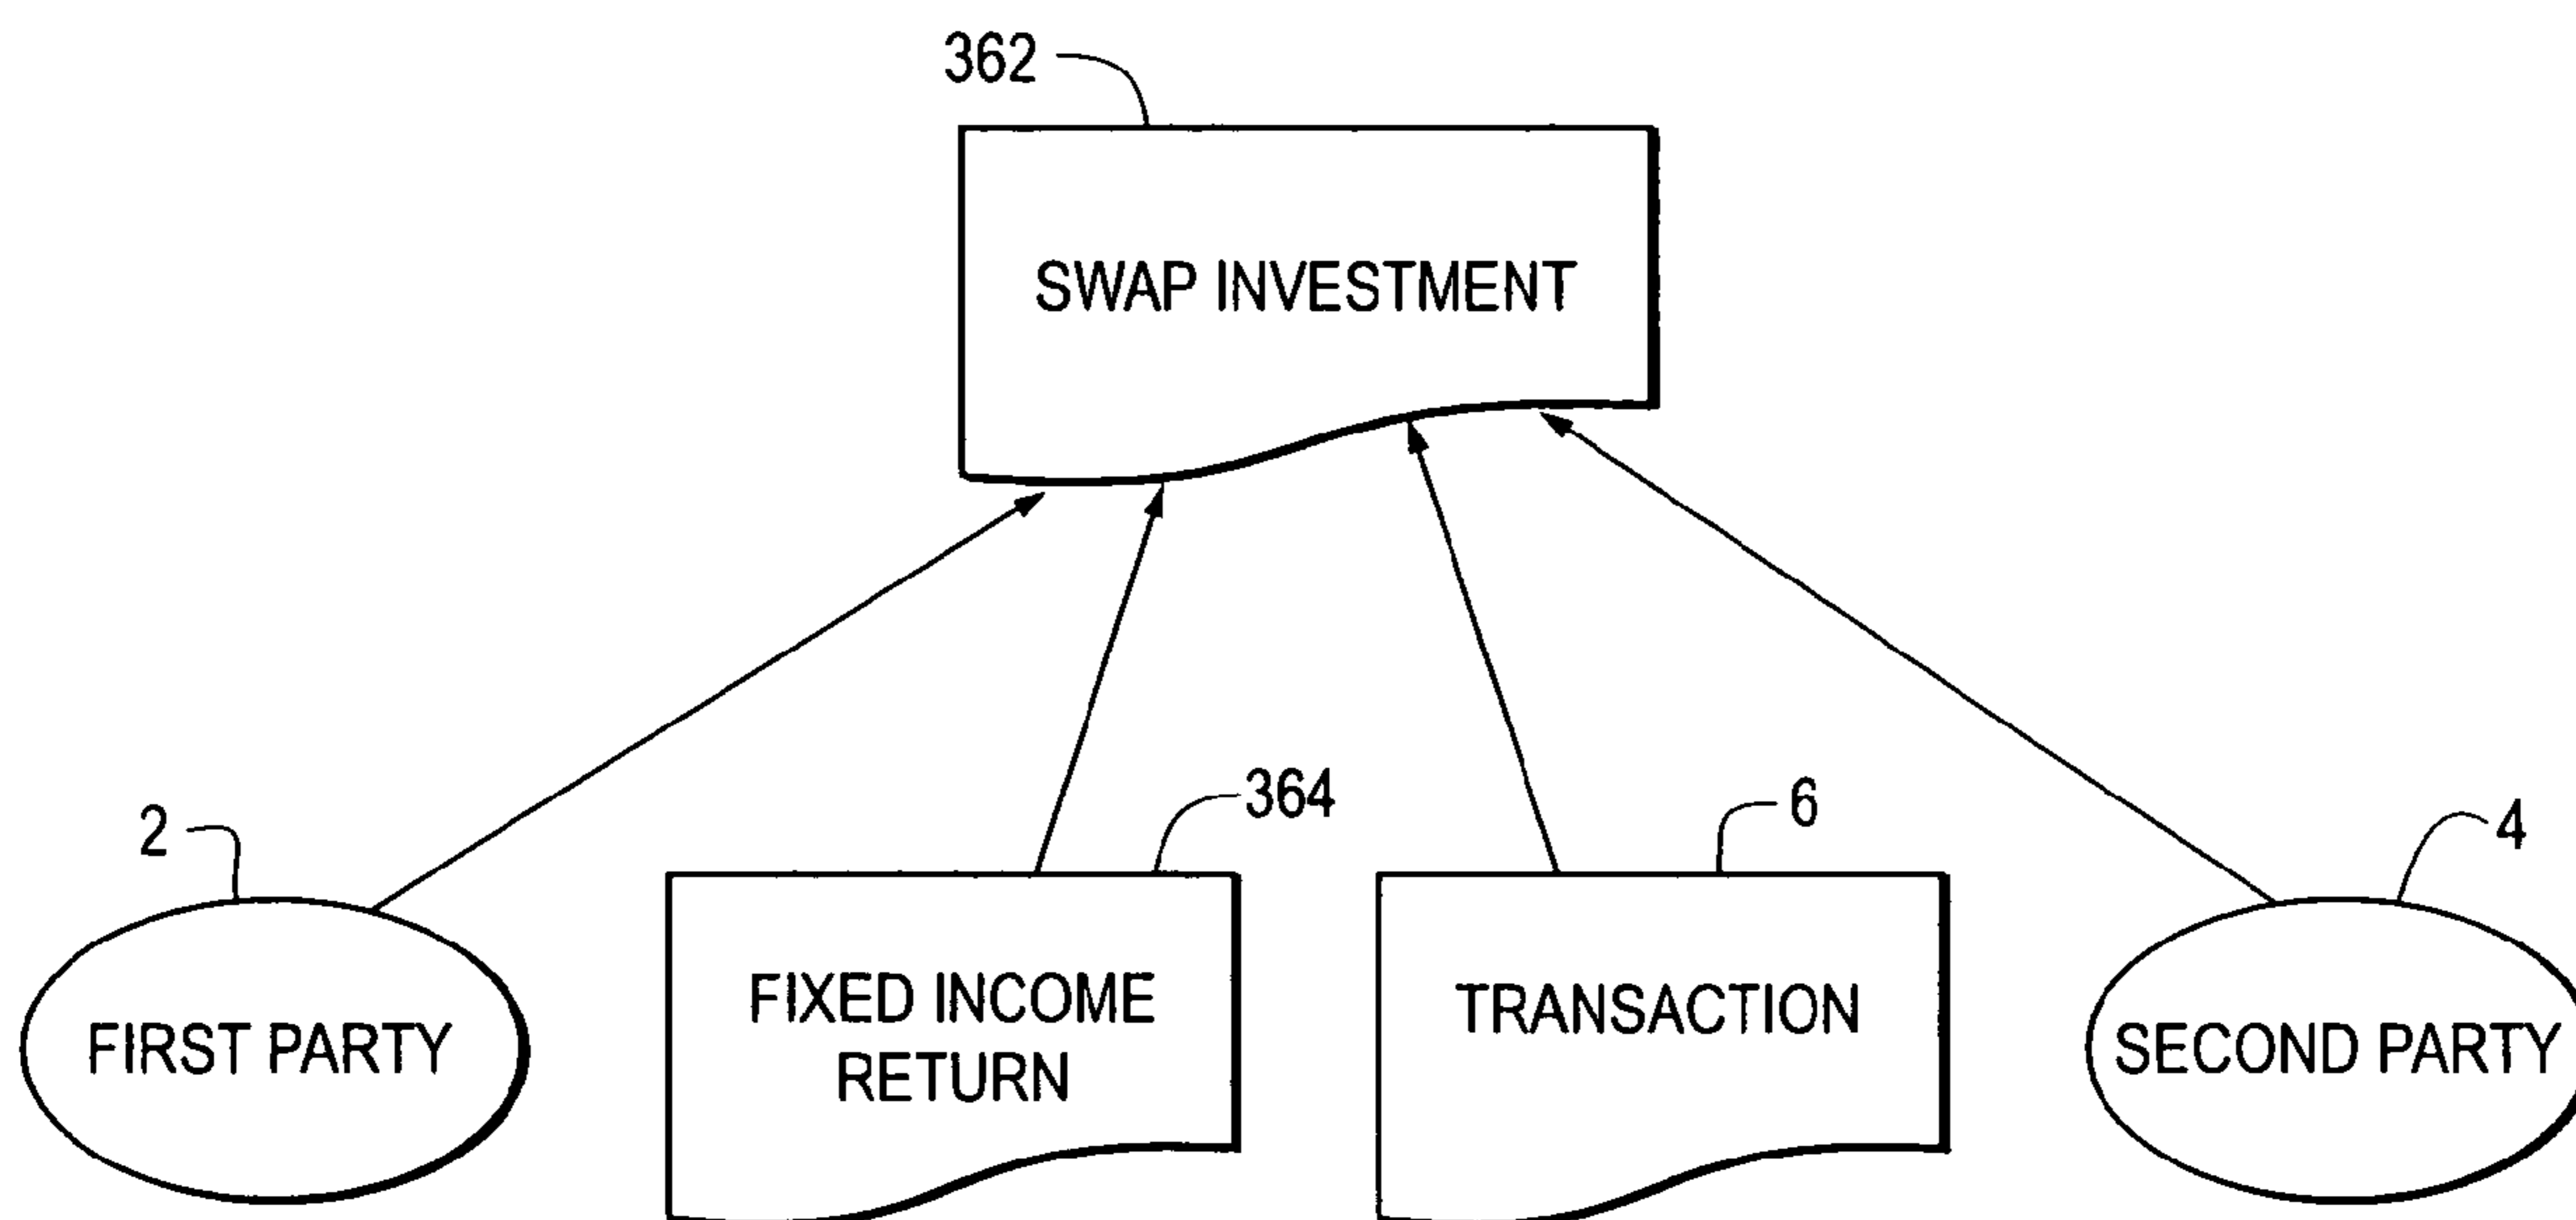 362
SWAP INVESTMENT
2
364
6
4
FIRST PARTY
FIXED INCOME
RETURN
TRANSACTION
SECOND PARTY